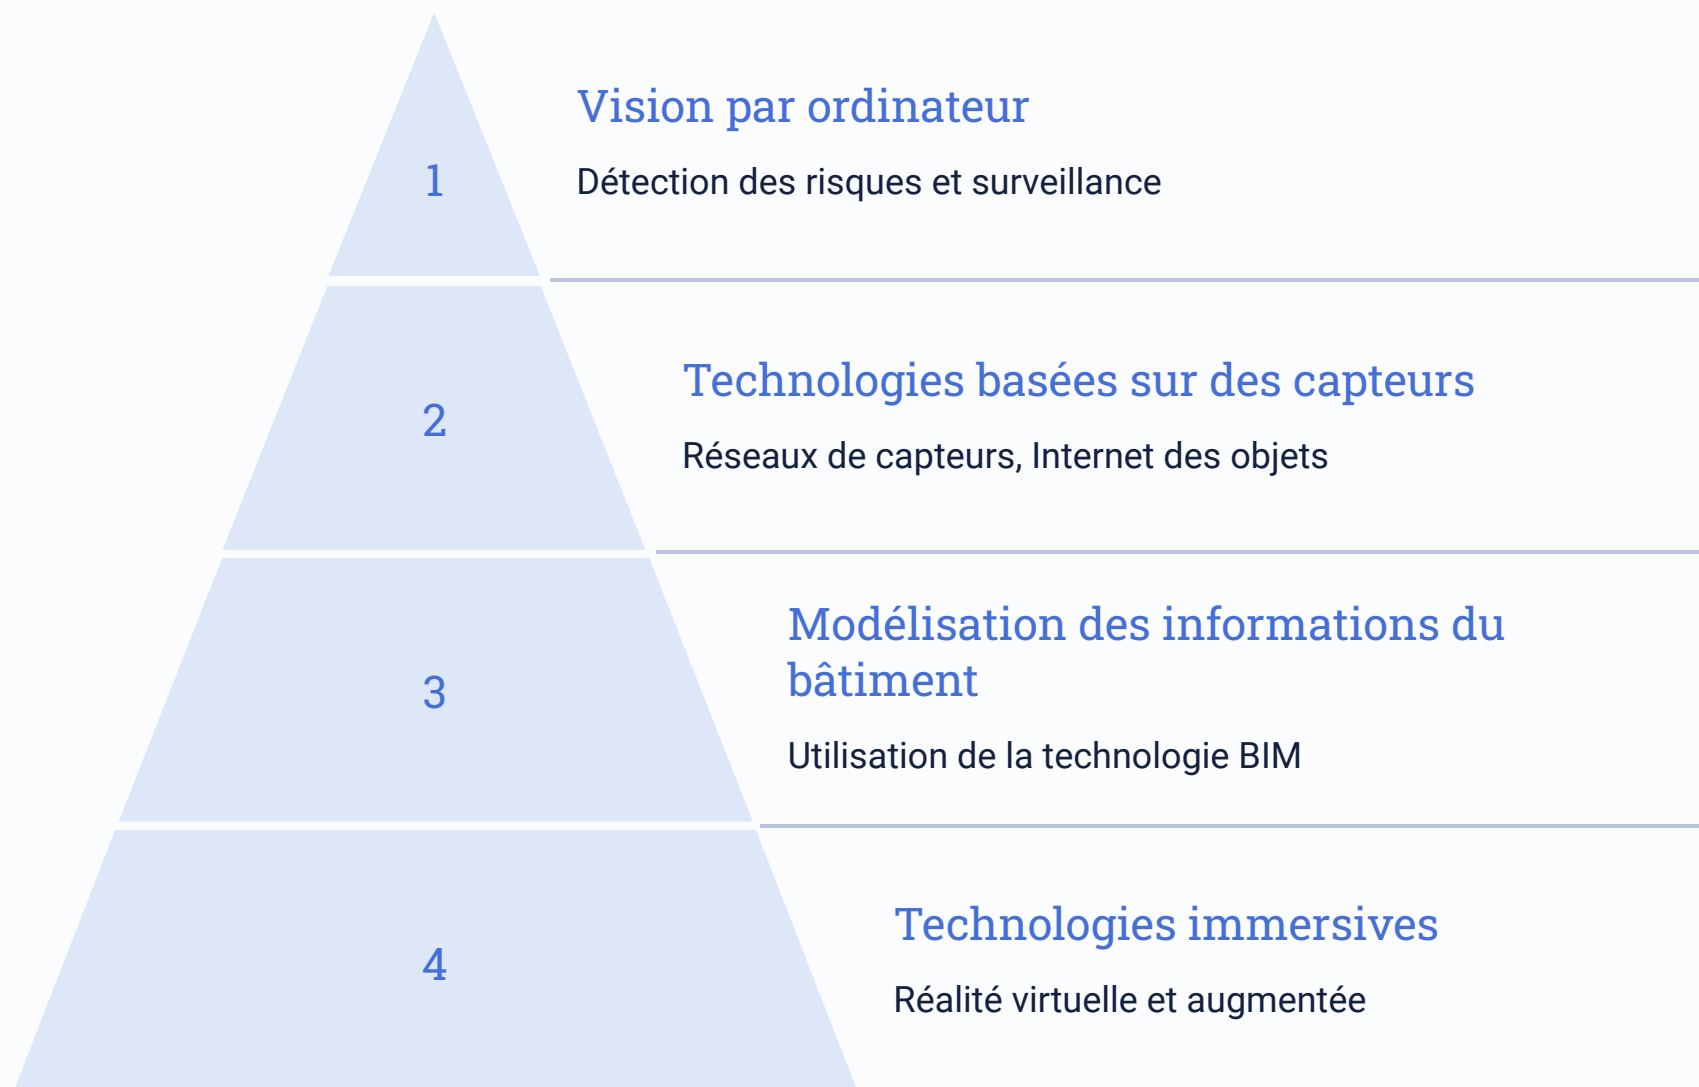 1
Vision par ordinateur
Détection des risques et surveillance
2
Technologies basées sur des capteurs
Réseaux de capteurs, Internet des objets
3
Modélisation des informations du
bâtiment
Utilisation de la technologie BIM
4
Technologies immersives
Réalité virtuelle et augmentée